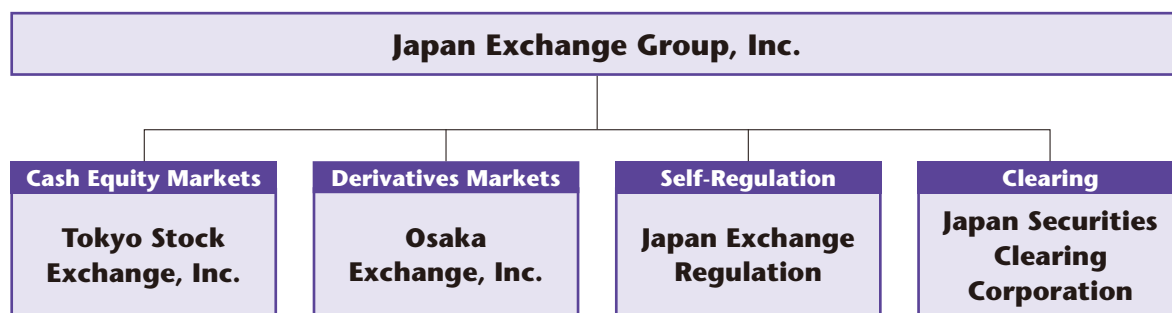 Japan Exchange Group, Inc.
Cash Equity Markets
Tokyo Stock
Exchange, Inc.
Derivatives Markets
Osaka
Exchange, Inc.
Self-Regulation
Japan Exchange
Regulation
Clearing
Japan Securities
Clearing
Corporation